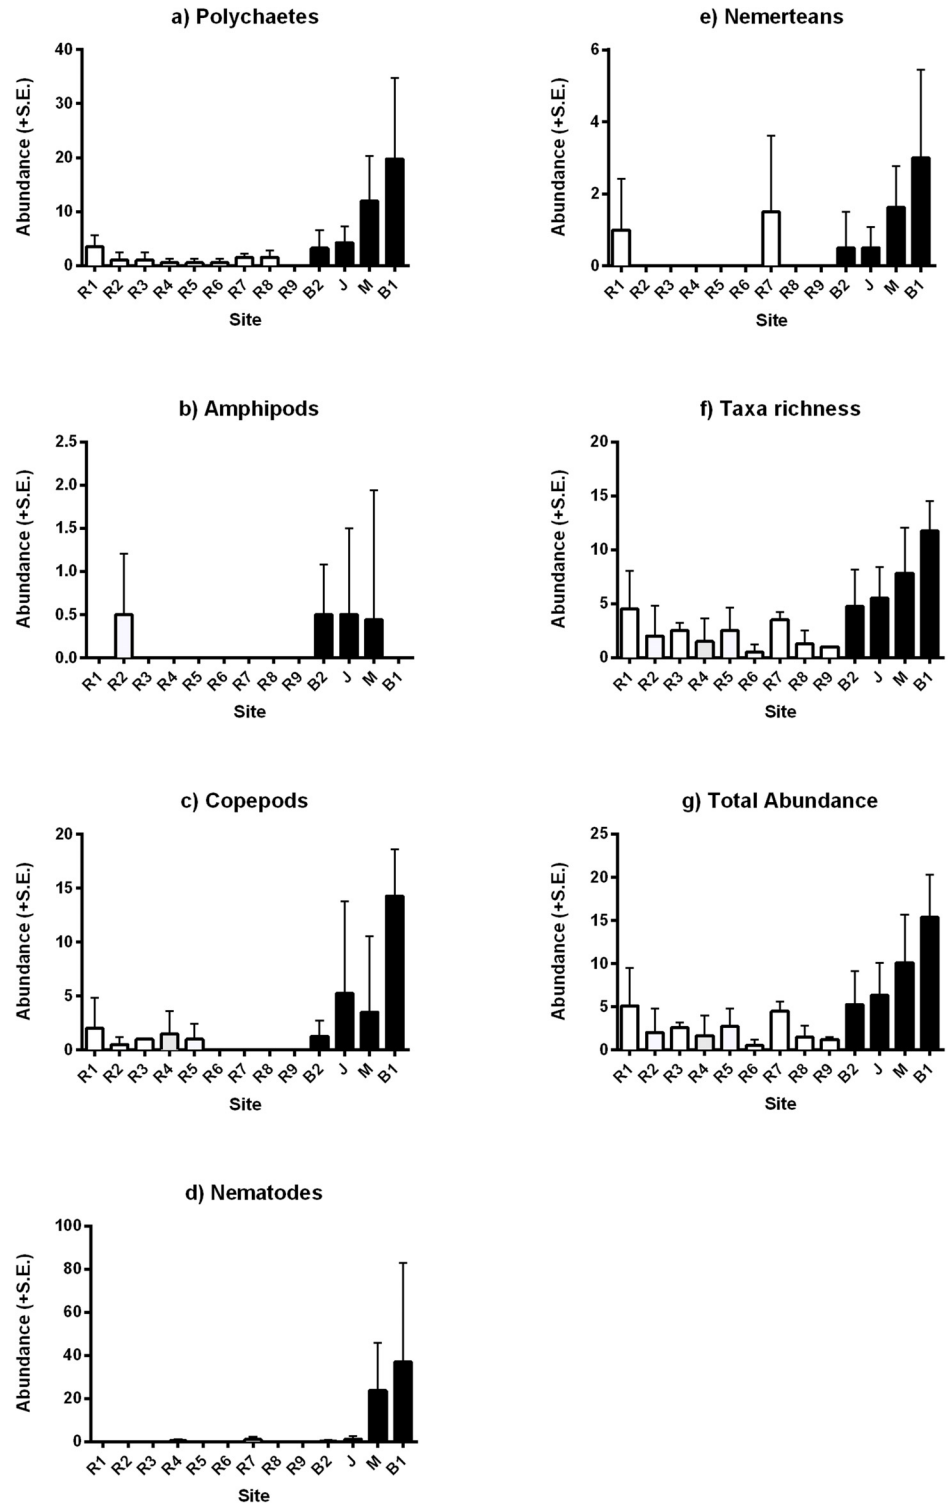 a) Polychaetes
Abundance (+S.E.)
40
30
20
10
0
R1 R2 R3 R4 R5 R6 R7 R8 R9 B2 J M B1
Site
b) Amphipods
Abundance (+S.E.)
2.5
2.0
1.5
1.0
0.5
0.0
R1 R2 R3 R4 R5 R6 R7 R8 R9 B2 J M B1
Site
c) Copepods
Abundance (+S.E.)
20
15
10
5
0
R1 R2 R3 R4 R5 R6 R7 R8 R9 B2 J M B1
Site
d) Nematodes
Abundance (+S.E.)
100
80
60
40
20
0
R1 R2 R3 R4 R5 R6 R7 R8 R9 B2 J M B1
Site
e) Nemerteans
Abundance (+S.E.)
6
4
2
0
R1 R2 R3 R4 R5 R6 R7 R8 R9 B2 J M B1
Site
f) Taxa richness
Abundance (+S.E.)
20
15
10
5
0
R1 R2 R3 R4 R5 R6 R7 R8 R9 B2 J M B1
Site
g) Total Abundance
Abundance (+S.E.)
25
20
15
10
5
0
R1 R2 R3 R4 R5 R6 R7 R8 R9 B2 J M B1
Site